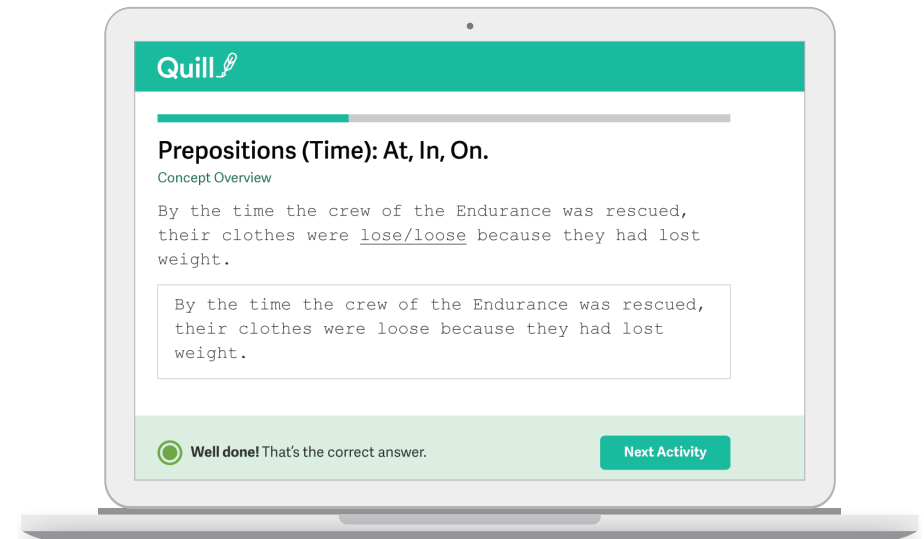 Quill
Prepositions (Time): At, In, On.
Concept Overview
By the time the crew of the Endurance was rescued,
their clothes were lose/loose because they had lost
weight.
By the time the crew of the Endurance was rescued,
their clothes were loose because they had lost
weight.
Well done! That's the correct answer.
Next Activity